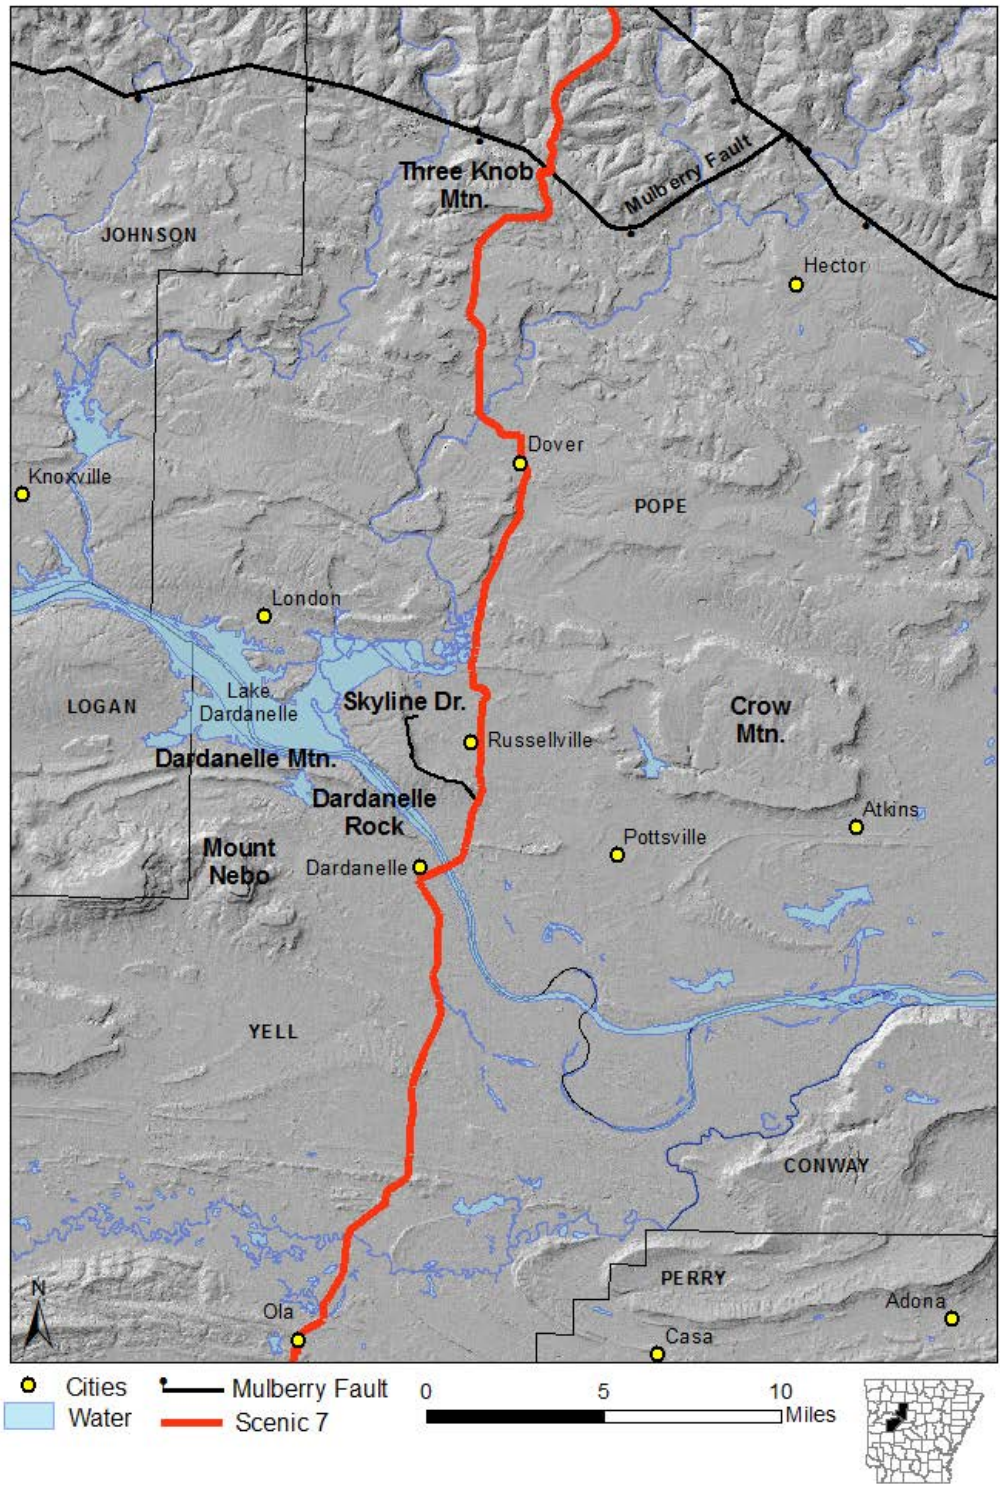 Three Knob
Mtn.
Mulberry Fault
JOHNSON
Hector
Dover
Knoxville
POPE
London
LOGAN
Lake
Dardanelle
Skyline Dr.
Crow
Mtn.
Russellville
Dardanelle Mtn.
Dardanelle
Rock
Atkins
Pottsville
Mount
Nebo
Dardanelle
YELL
CONWAY
PERRY
N
Ola
Adona
Casa
Cities
Mulberry Fault
0
5
10
Miles
Water
Scenic 7